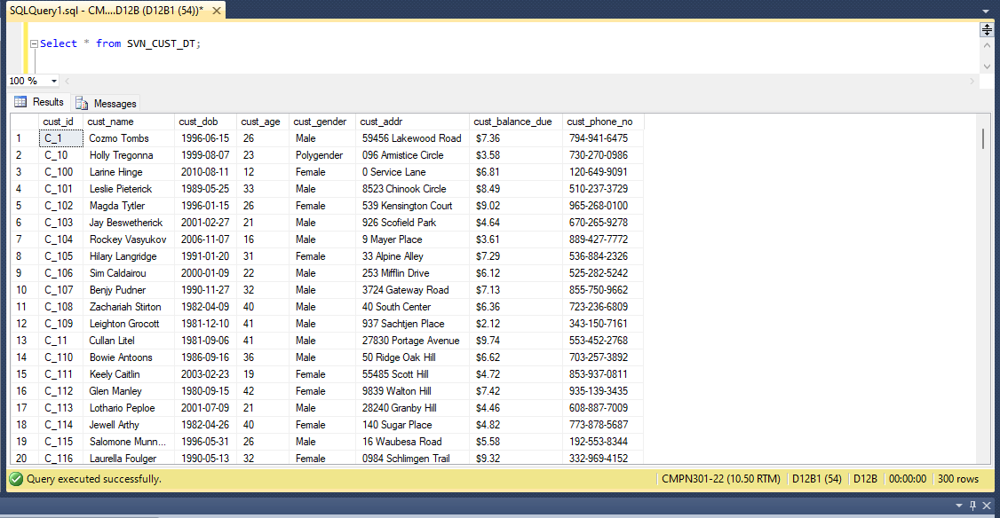 SQLQuery1.sql - CM....D12B (D12B1 (54))*
Select * from SVN_CUST_DT;
100 %
Results Messages
cust_id cust_name cust_dob cust_age cust_gender cust_addr cust_balance_due cust_phone_no
1 C_1 Cozmo Tombs 1996-06-15 26 Male 59456 Lakewood Road $7.36 794-941-6475
2 C_10 Holly Tregonna 1999-08-07 23 Polygender 096 Amistice Circle $3.58 730-270-0986
3 C_100 Larine Hinge 2010-08-11 12 Female 0 Service Lane $6.81 120-649-9091
4 C_101 Leslie Pieterick 1989-05-25 33 Male 8523 Chinook Circle $8.49 510-237-3729
5 C_102 Magda Tytler 1996-01-15 26 Female 539 Kensington Court $9.02 965-268-0100
6 C_103 Jay Beswetherick 2001-02-27 21 Male 926 Scofield Park $4.64 670-265-9278
7 C_104 Rockey Vasyukov 2006-11-07 16 Male 9 Mayer Place $3.61 889-427-7772
8 C_105 Hilary Langridge 1991-01-20 31 Female 33 Alpine Alley $7.29 536-884-2326
9 C_106 Sim Caldairou 2000-01-09 22 Male 253 Mifflin Drive $6.12 525-282-5242
10 C_107 Benjy Pudner 1990-11-27 32 Male 3724 Gateway Road $7.13 855-750-9662
11 C_108 Zachariah Stirton 1982-04-09 40 Male 40 South Center $6.36 723-236-6809
12 C_109 Leighton Grocott 1981-12-10 41 Male 937 Sachtjen Place $2.12 343-150-7161
13 C_11 Cullan Litel 1981-09-06 41 Male 27830 Portage Avenue $9.74 553-452-2768
14 C_110 Bowie Antoons 1986-09-16 36 Male 50 Ridge Oak Hill $6.62 703-257-3892
15 C_111 Keely Caitlin 2003-02-23 19 Female 55485 Scott Hill $4.72 853-937-0811
16 C_112 Glen Manley 1980-09-15 42 Female 9839 Walton Hill $7.42 935-139-3435
17 C_113 Lothario Peploe 2001-07-09 21 Male 28240 Granby Hill $4.46 608-887-7009
18 C_114 Jewell Arthy 1982-04-26 40 Female 140 Sugar Place $4.82 773-878-5687
19 C_115 Salomone Munn... 1996-05-31 26 Male 16 Waubesa Road $5.58 192-553-8344
20 C_116 Laurella Foulger 1990-05-13 32 Female 0984 Schlimgen Trail $9.32 332-969-4152
Query executed successfully. CMPN301-22 (10.50 RTM) D12B1 (54) D12B 00:00:00 300 rows